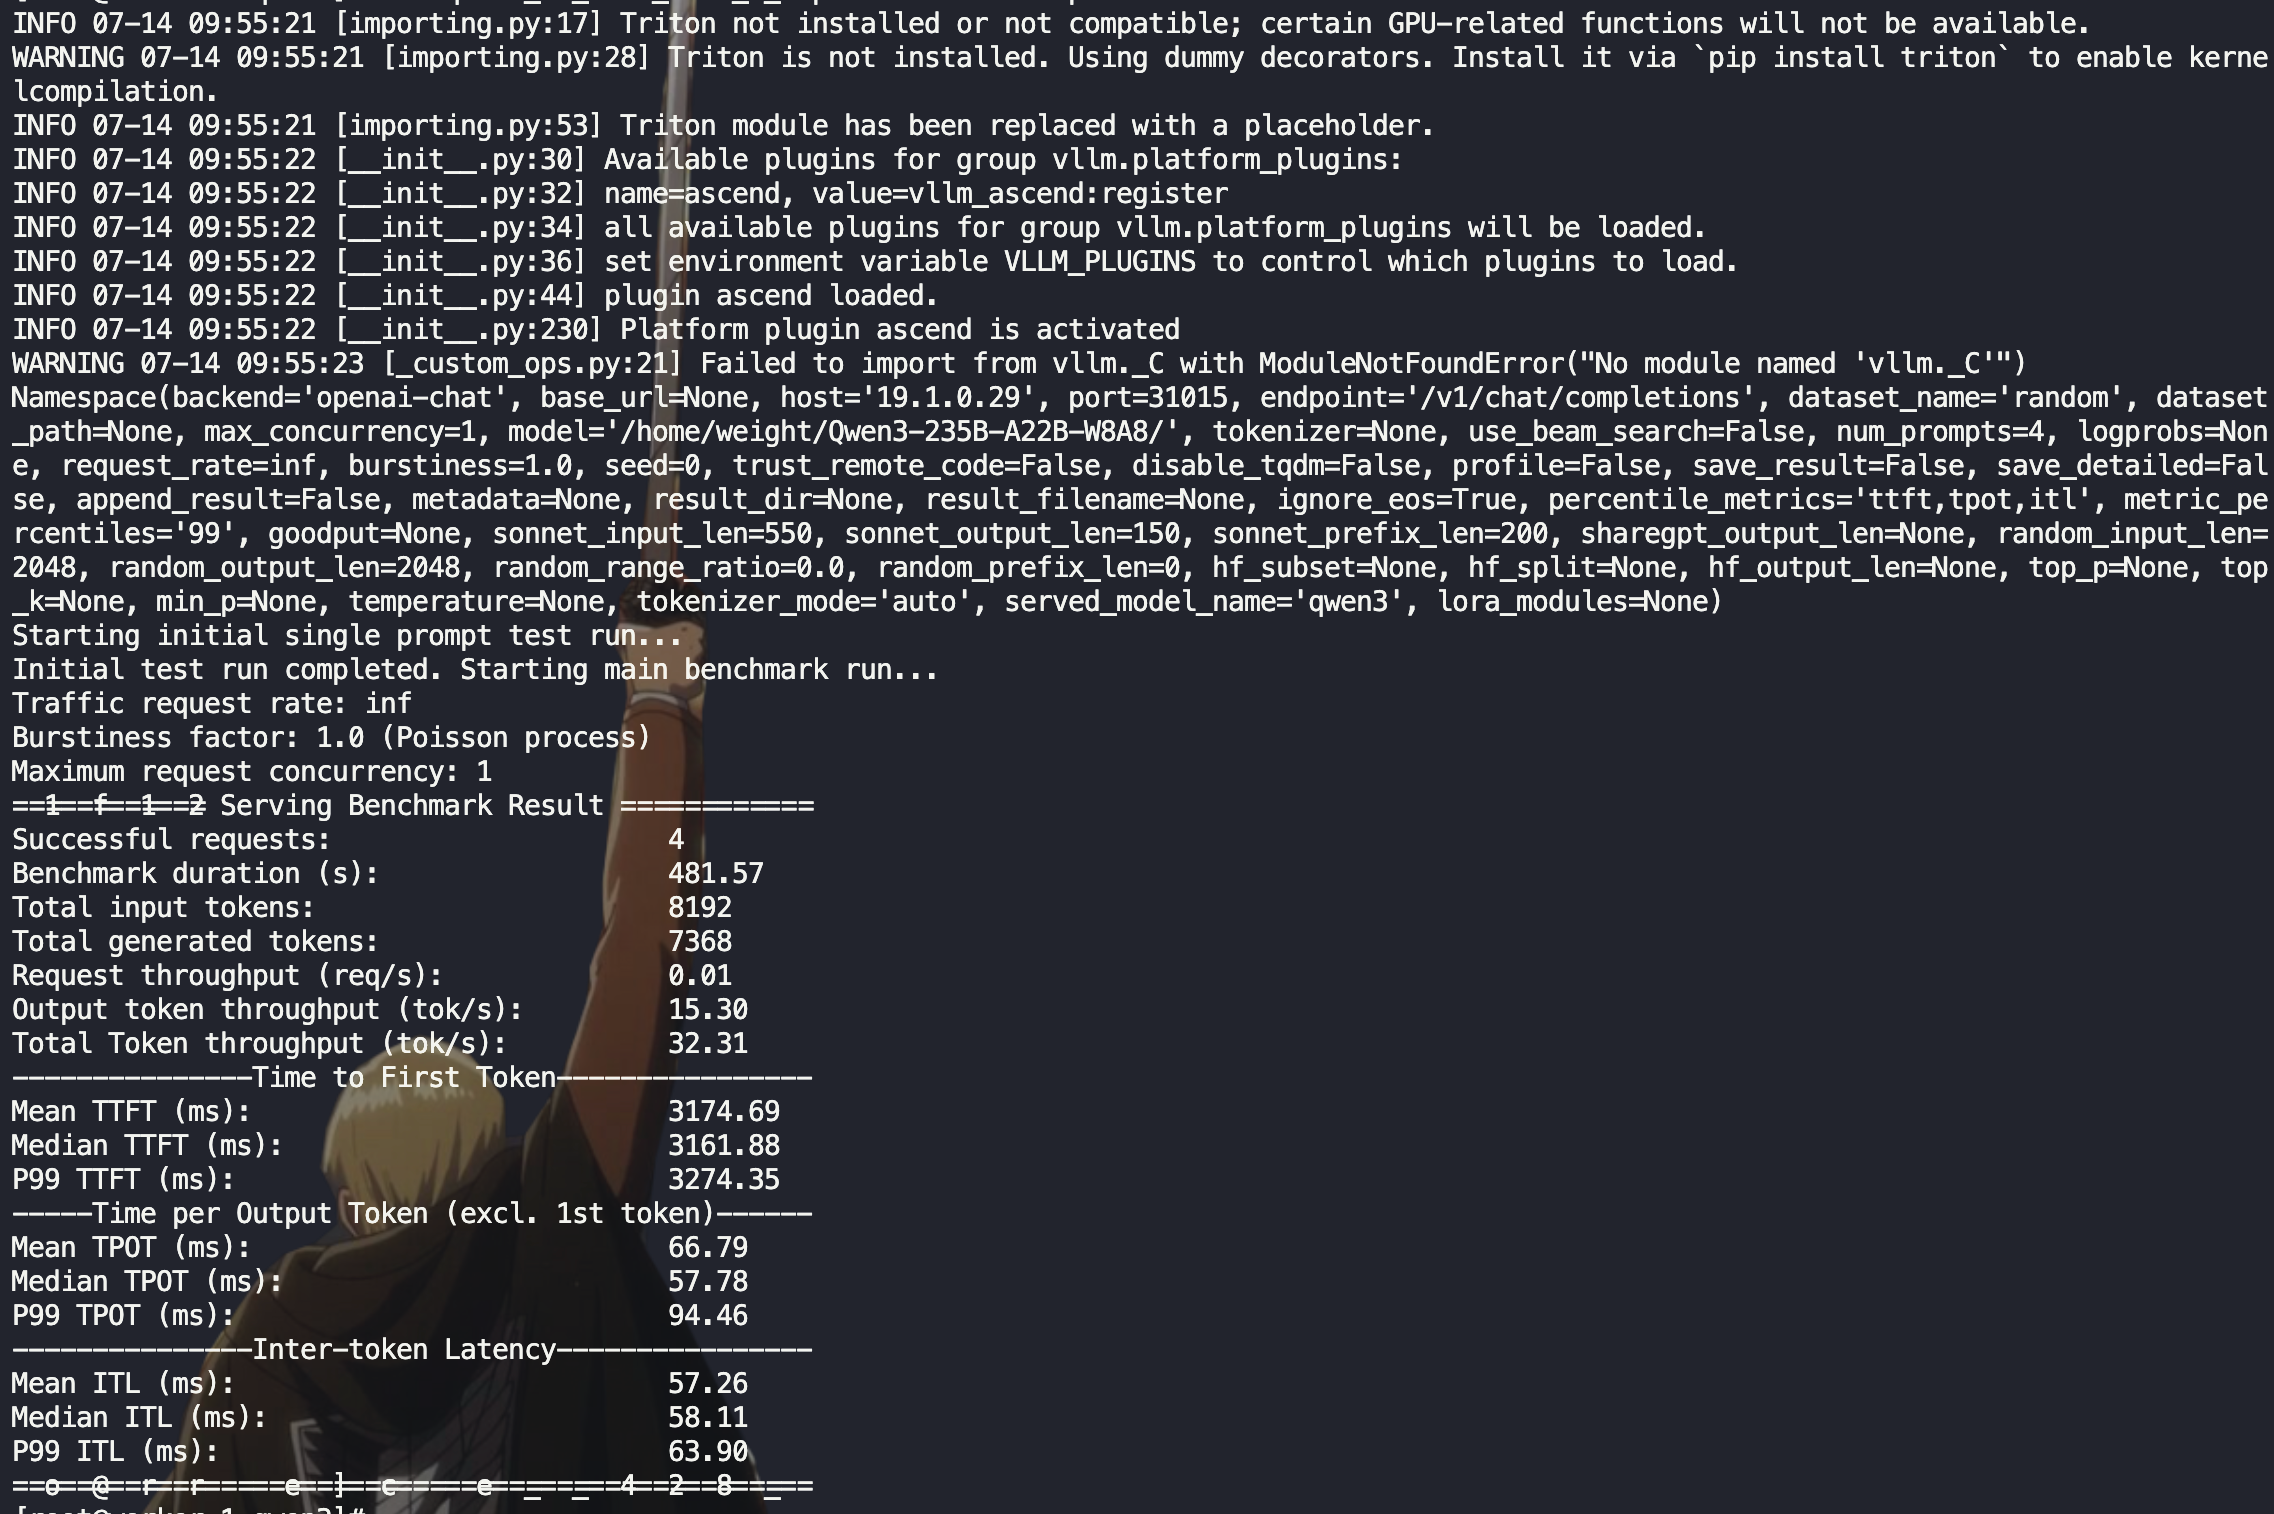 INFO 07-14 09:55:21 [importing.py:17] Triton not installed or not compatible; certain GPU-related functions will not be available.
WARNING 07-14 09:55:21 [importing.py:28] Triton is not installed. Using dummy decorators. Install it via `pip install triton` to enable kerne
lcompilation.
INFO 07-14 09:55:21 [importing.py:53] Triton module has been replaced with a placeholder.
INFO 07-14 09:55:22 [__init__.py:30] Available plugins for group vllm.platform_plugins:
INFO 07-14 09:55:22 [__init__.py:32] name=ascend, value=vllm_ascend:register
INFO 07-14 09:55:22 [__init__.py:34] all available plugins for group vllm.platform_plugins will be loaded.
INFO 07-14 09:55:22 [__init__.py:36] set environment variable VLLM_PLUGINS to control which plugins to load.
INFO 07-14 09:55:22 [__init__.py:44] plugin ascend loaded.
INFO 07-14 09:55:22 [__init__.py:230] Platform plugin ascend is activated
WARNING 07-14 09:55:23 [_custom_ops.py:21] Failed to import from vllm._C with ModuleNotFoundError("No module named 'vllm._C'")
Namespace(backend='openai-chat', base_url=None, host='19.1.0.29', port=31015, endpoint='/v1/chat/completions', dataset_name='random', dataset
_path=None, max_concurrency=1, model='/home/weight/Qwen3-235B-A22B-W8A8/', tokenizer=None, use_beam_search=False, num_prompts=4, logprobs=Non
e, request_rate=inf, burstiness=1.0, seed=0, trust_remote_code=False, disable_tqdm=False, profile=False, save_result=False, save_detailed=Fal
se, append_result=False, metadata=None, result_dir=None, result_filename=None, ignore_eos=True, percentile_metrics='ttft,tpot,itl', metric_pe
rcentiles='99', goodput=None, sonnet_input_len=550, sonnet_output_len=150, sonnet_prefix_len=200, sharegpt_output_len=None, random_input_len=
2048, random_output_len=2048, random_range_ratio=0.0, random_prefix_len=0, hf_subset=None, hf_split=None, hf_output_len=None, top_p=None, top
_k=None, min_p=None, temperature=None, tokenizer_mode='auto', served_model_name='qwen3', lora_modules=None)
Starting initial single prompt test run...
Initial test run completed. Starting main benchmark run...
Traffic request rate: inf
Burstiness factor: 1.0 (Poisson process)
Maximum request concurrency: 1
==1==f==1==2 Serving Benchmark Result ============
Successful requests: 4
Benchmark duration (s): 481.57
Total input tokens: 8192
Total generated tokens: 7368
Request throughput (req/s): 0.01
Output token throughput (tok/s): 15.30
Total Token throughput (tok/s): 32.31
---------------Time to First Token----------------
Mean TTFT (ms): 3174.69
Median TTFT (ms): 3161.88
P99 TTFT (ms): 3274.35
-----Time per Output Token (excl. 1st token)------
Mean TPOT (ms): 66.79
Median TPOT (ms): 57.78
P99 TPOT (ms): 94.46
---------------Inter-token Latency----------------
Mean ITL (ms): 57.26
Median ITL (ms): 58.11
P99 ITL (ms): 63.90
==o==@==r==r=====e==]==c=====e==_==_==4==2==8==_==